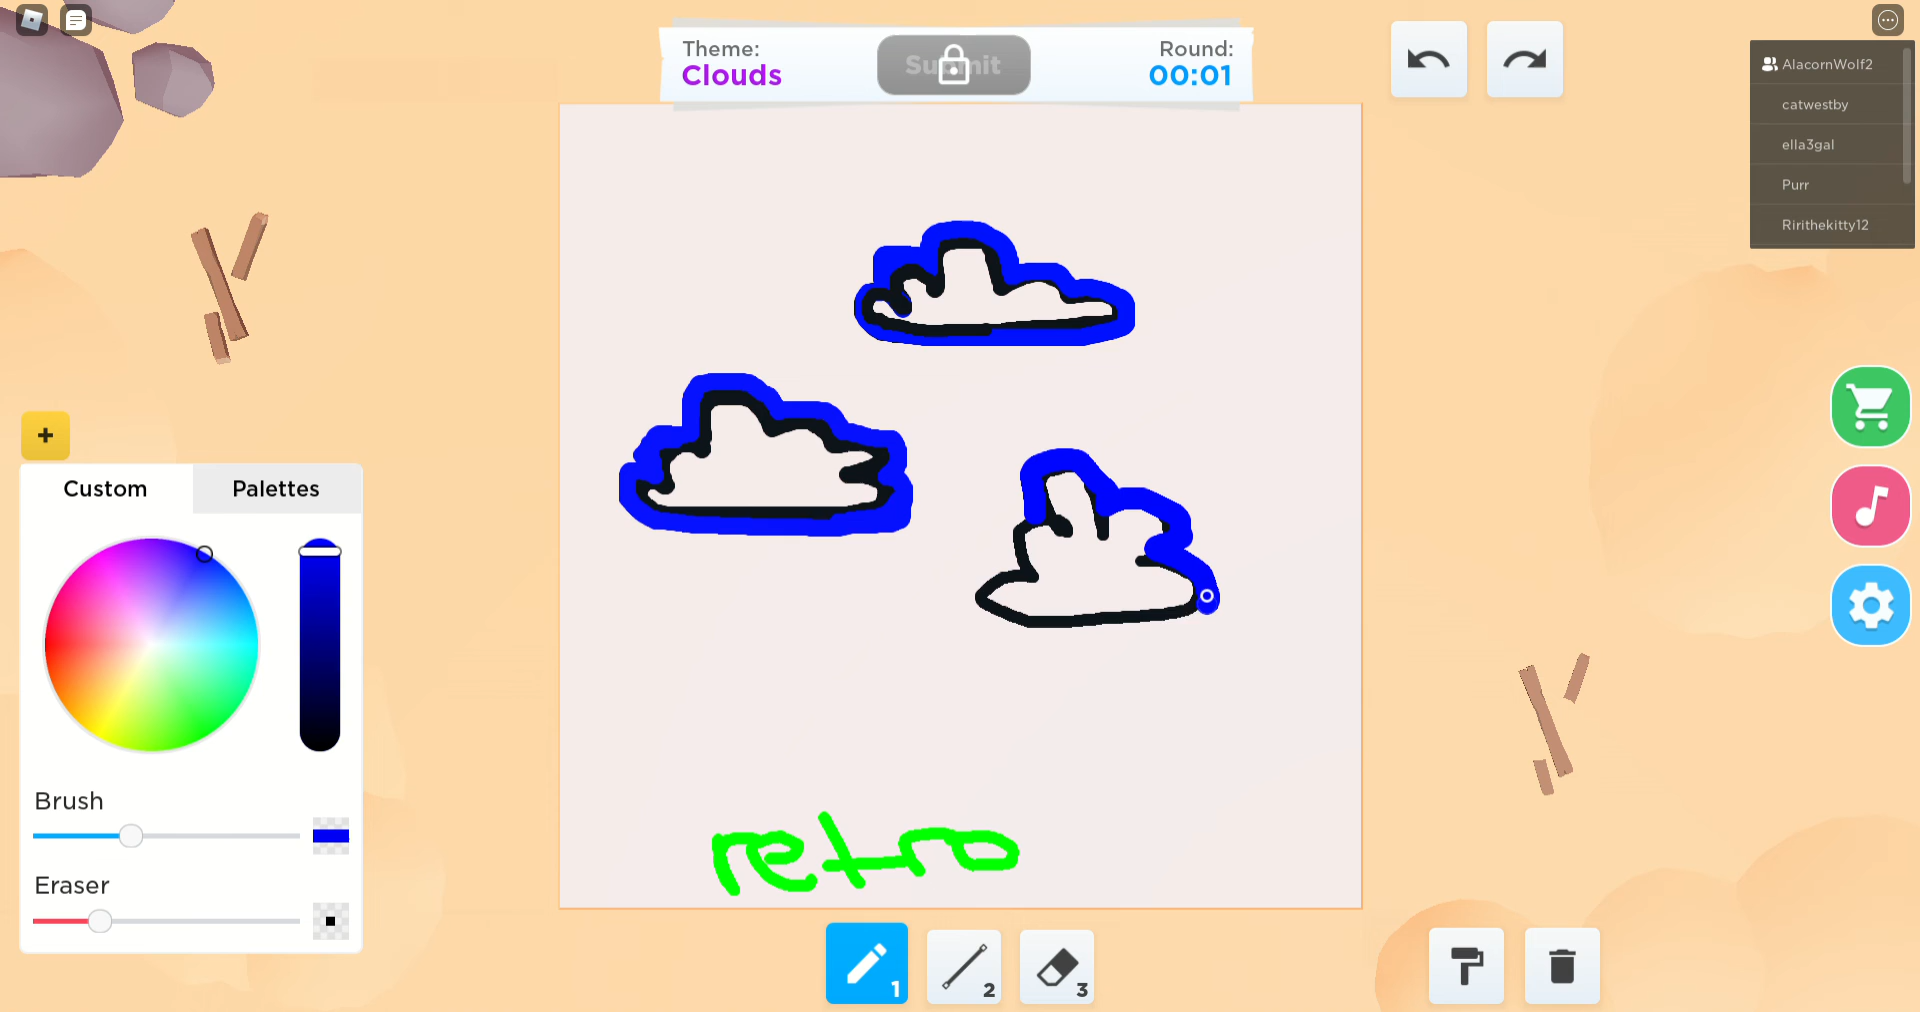 Theme:
Clouds
Submit
Round:
00:01
AlacornWolf2
catwestby
ella3gal
Purr
Ririthekitty12
+
Custom
Palettes
Brush
Eraser
retro
1
2
3